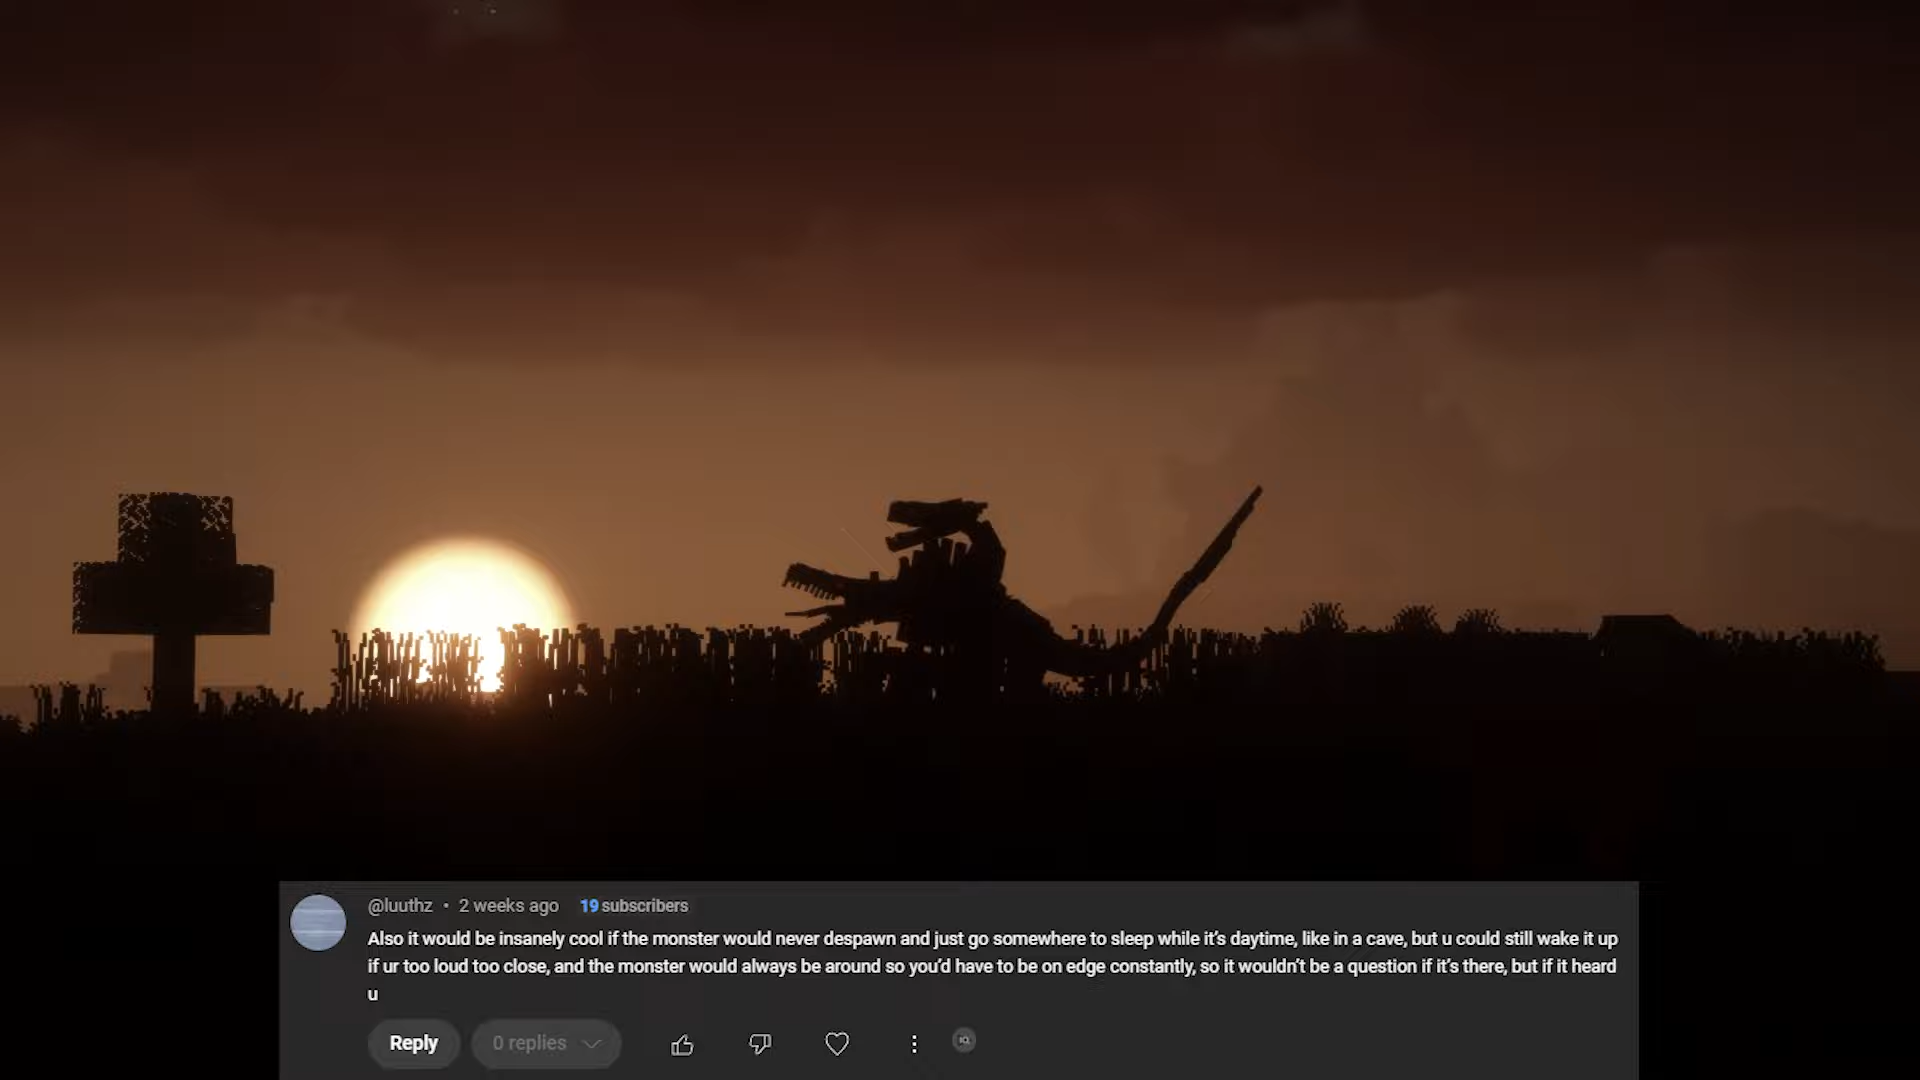 @luuthz • 2 weeks ago 19 subscribers
Also it would be insanely cool if the monster would never despawn and just go somewhere to sleep while it’s daytime, like in a cave, but u could still wake it up
if ur too loud too close, and the monster would always be around so you’d have to be on edge constantly, so it wouldn’t be a question if it’s there, but if it heard
u
Reply 0 replies